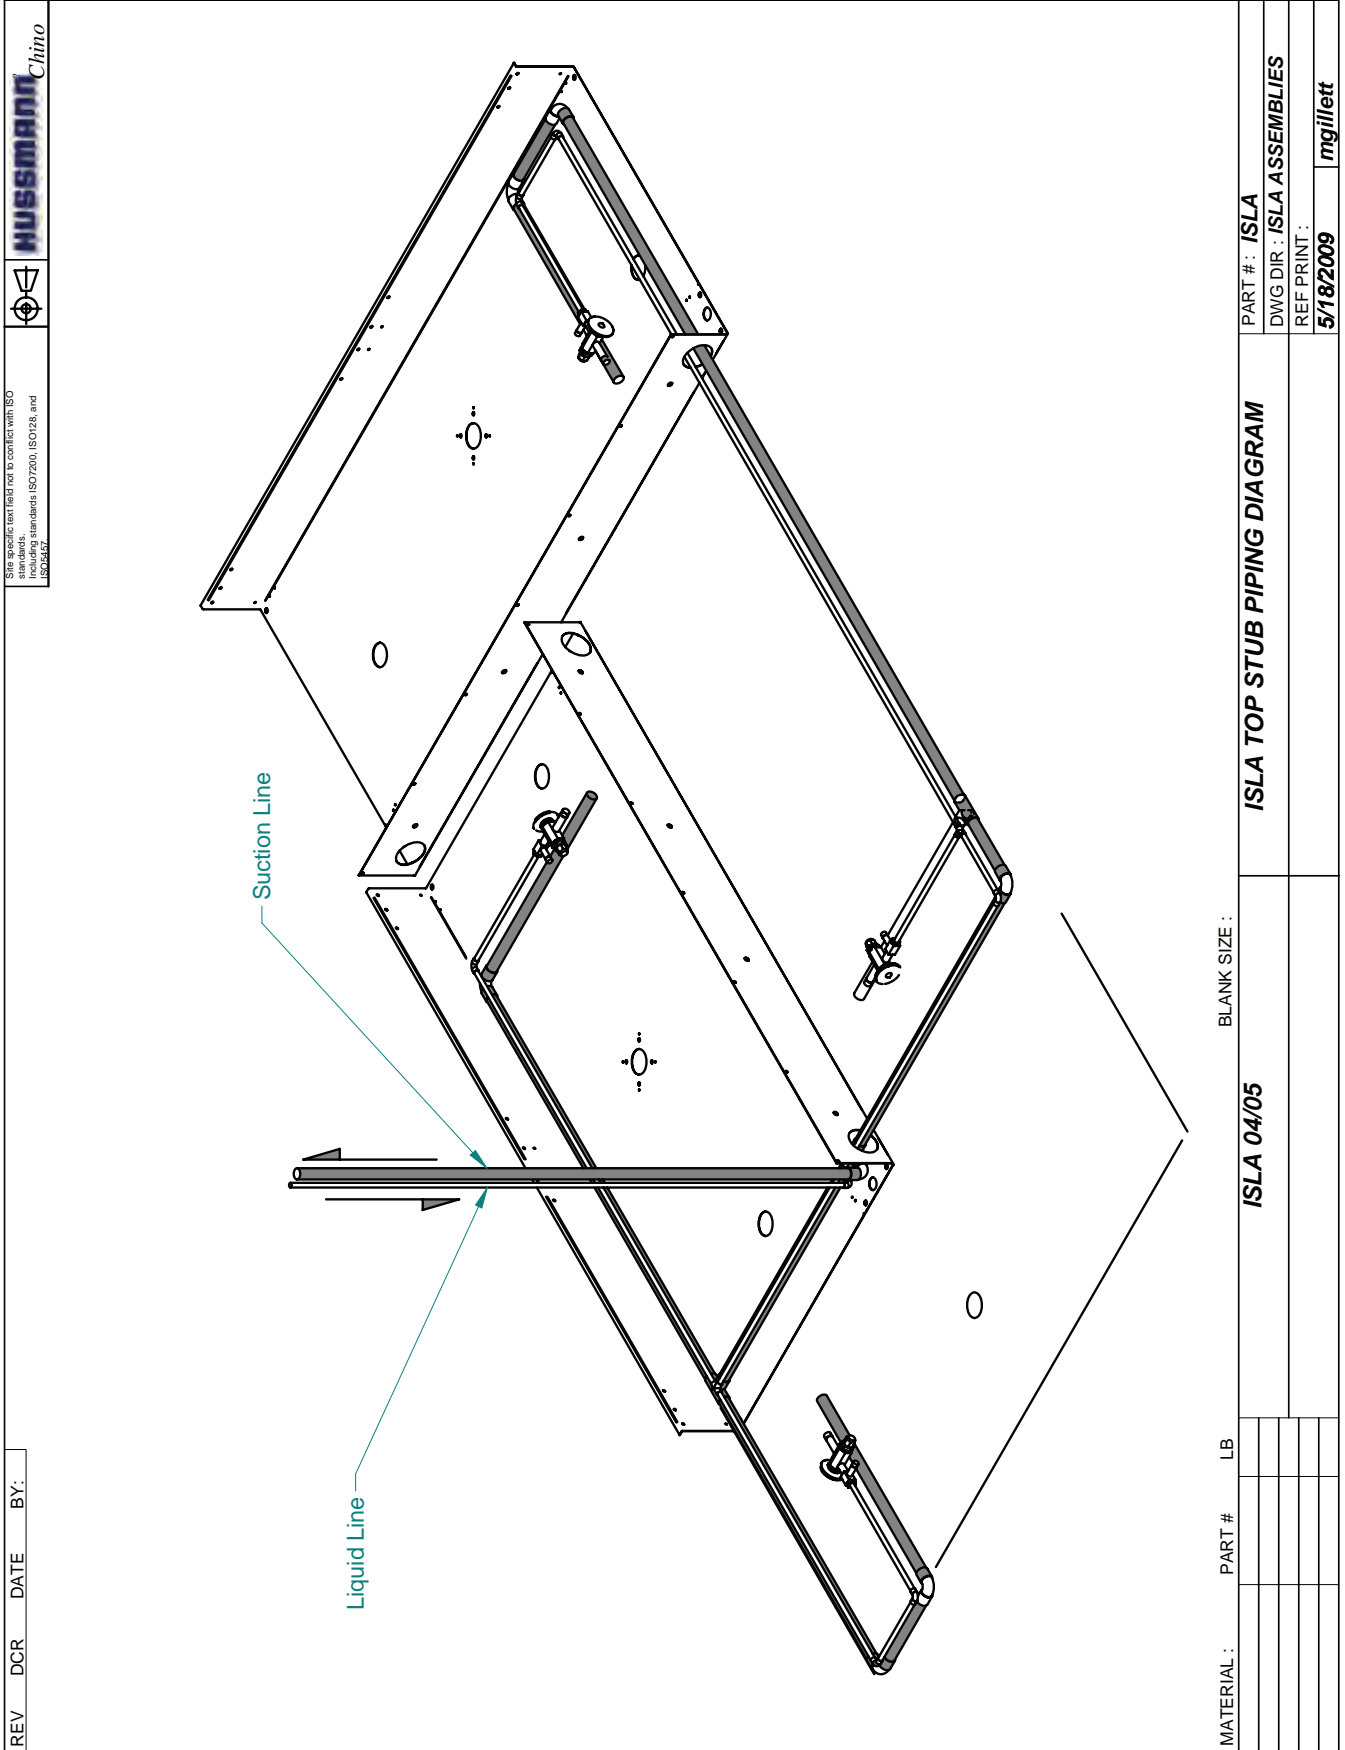 REV DCR DATE BY:
Site specific text field not to conflict with ISO
standards.
Including standards ISO7200, ISO128, and
ISO5457.
HUSSMANN Chino
Liquid Line
Suction Line
MATERIAL : PART # LB BLANK SIZE :
ISLA 04/05
ISLA TOP STUB PIPING DIAGRAM
PART # : ISLA
DWG DIR : ISLA ASSEMBLIES
REF PRINT :
5/18/2009 mgillett